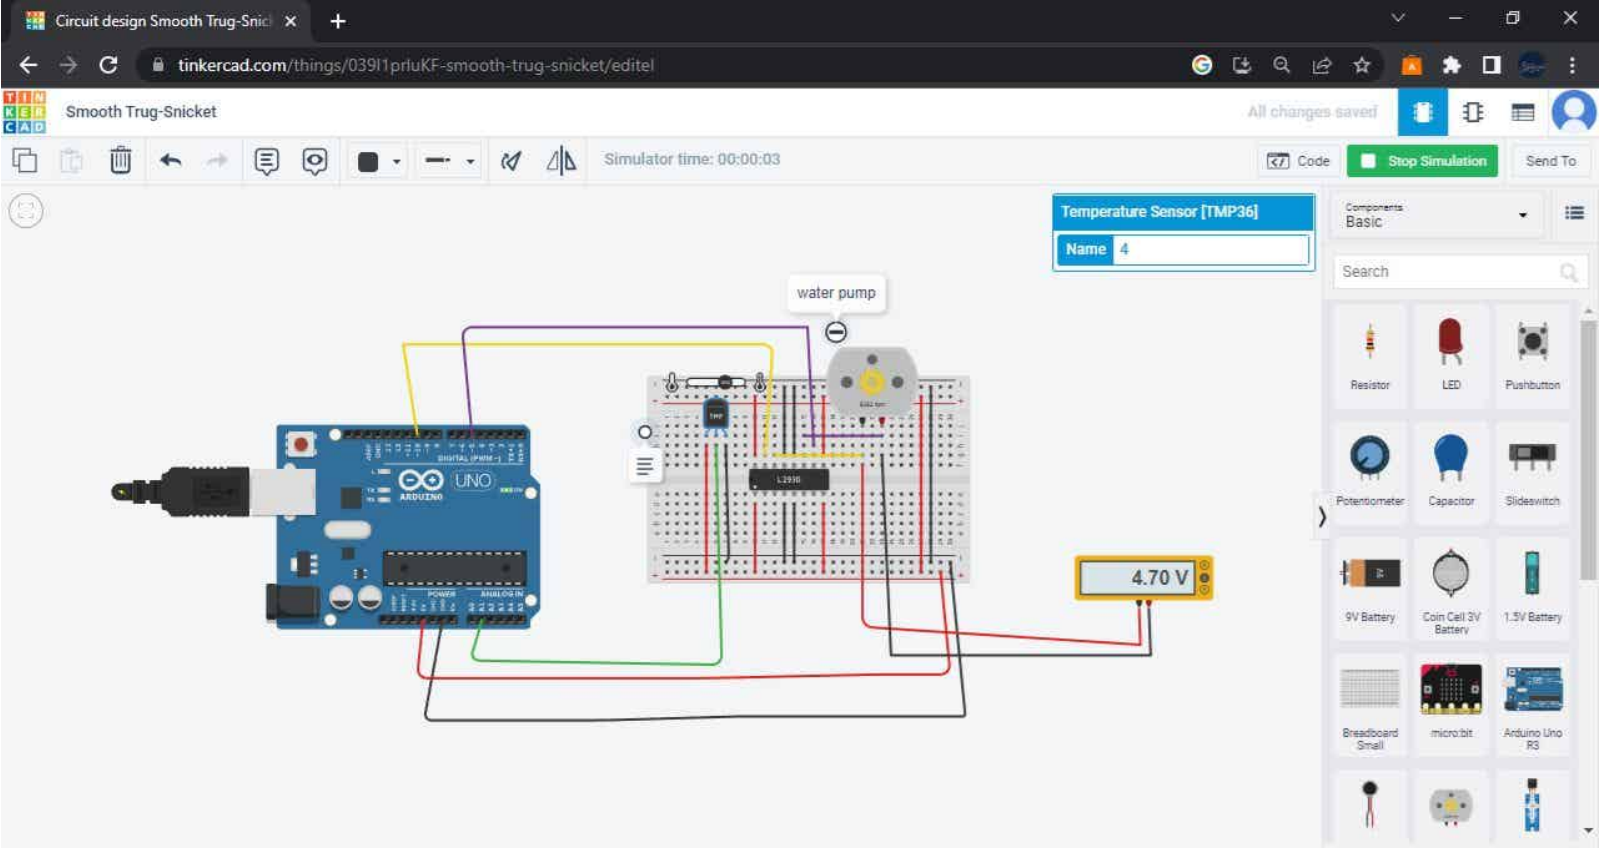 Circuit design Smooth Trug-Snic
tinkercad.com/things/039l1prluKF-smooth-trug-snicket/editel
TIN
KER
CAD
Smooth Trug-Snicket
All changes saved
Simulator time: 00:00:03
Code
Stop Simulation
Send To
Temperature Sensor [TMP36]
Name 4
Components
Basic
Search
water pump
TMP
L293D
DIGITAL (PWM~)
UNO
ARDUINO
POWER
ANALOG IN
4.70 V
Resistor
LED
Pushbutton
Potentiometer
Capacitor
Slideswitch
9V Battery
Coin Cell 3V
Battery
1.5V Battery
Breadboard
Small
micro:bit
Arduino Uno
R3